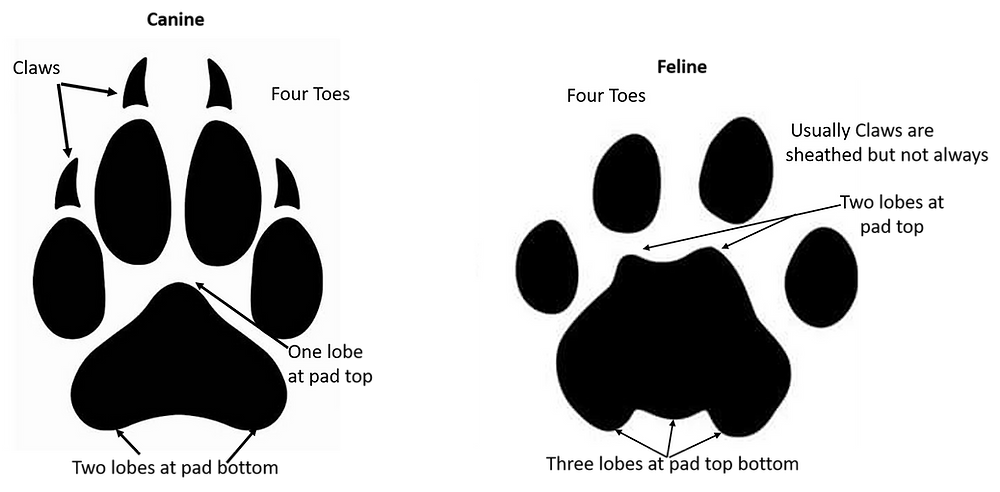 Canine
Claws
Four Toes
One lobe
at pad top
Two lobes at pad bottom
Feline
Four Toes
Usually Claws are
sheathed but not always
Two lobes at
pad top
Three lobes at pad top bottom